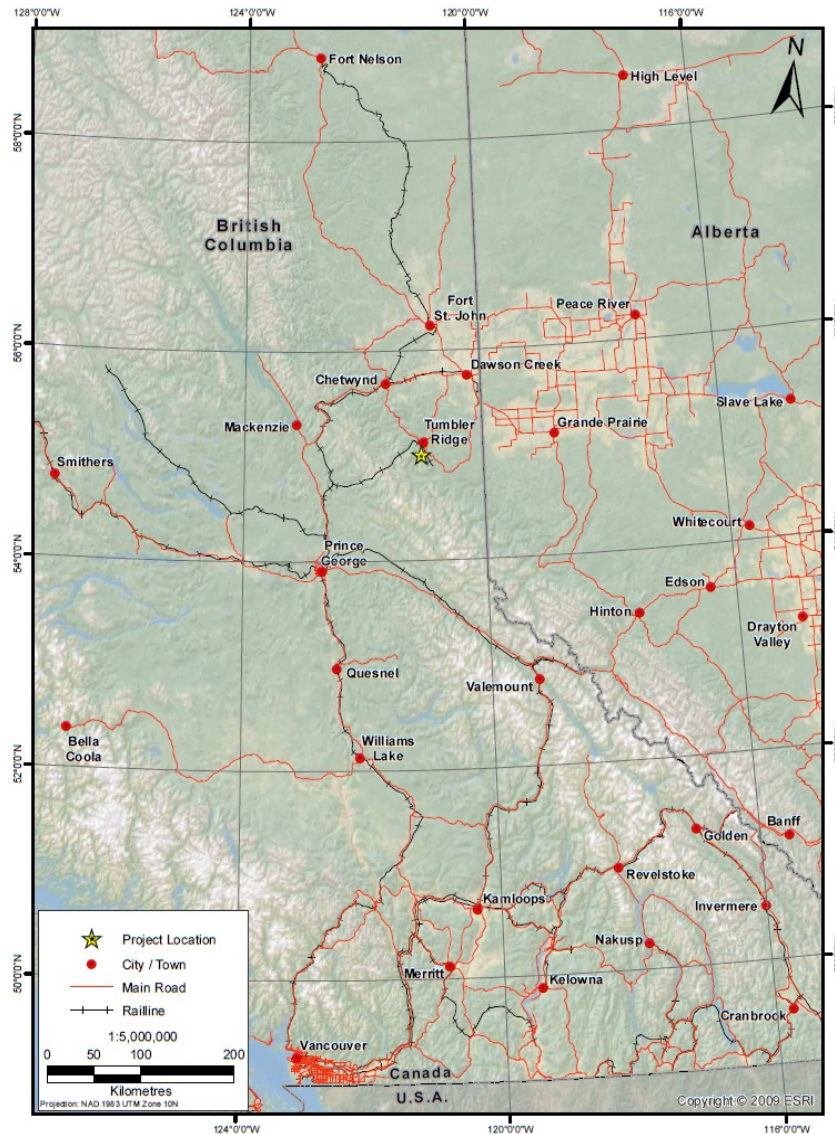 128°0'0"W
124°0'0"W
120°0'0"W
116°0'0"W
N
Fort Nelson
High Level
58°0'0"N
British
Columbia
Alberta
Fort
St. John
Peace River
56°0'0"N
Chetwynd
Dawson Creek
Slave Lake
Mackenzie
Tumbler
Ridge
Grande Prairie
Smithers
Whitecourt
54°0'0"N
Prince
George
Edson
Hinton
Drayton
Valley
Quesnel
Valemount
Bella
Coola
Williams
Lake
52°0'0"N
Banff
Golden
Revelstoke
Kamloops
Invermere
Nakusp
Merritt
50°0'0"N
Kelowna
Cranbrook
Vancouver
Canada
U.S.A.
Project Location
City / Town
Main Road
Railline
1:5,000,000
0 50 100 200
Kilometres
Projection: NAD 1983 UTM Zone 10N
Copyright:© 2009 ESRI
124°0'0"W
120°0'0"W
116°0'0"W